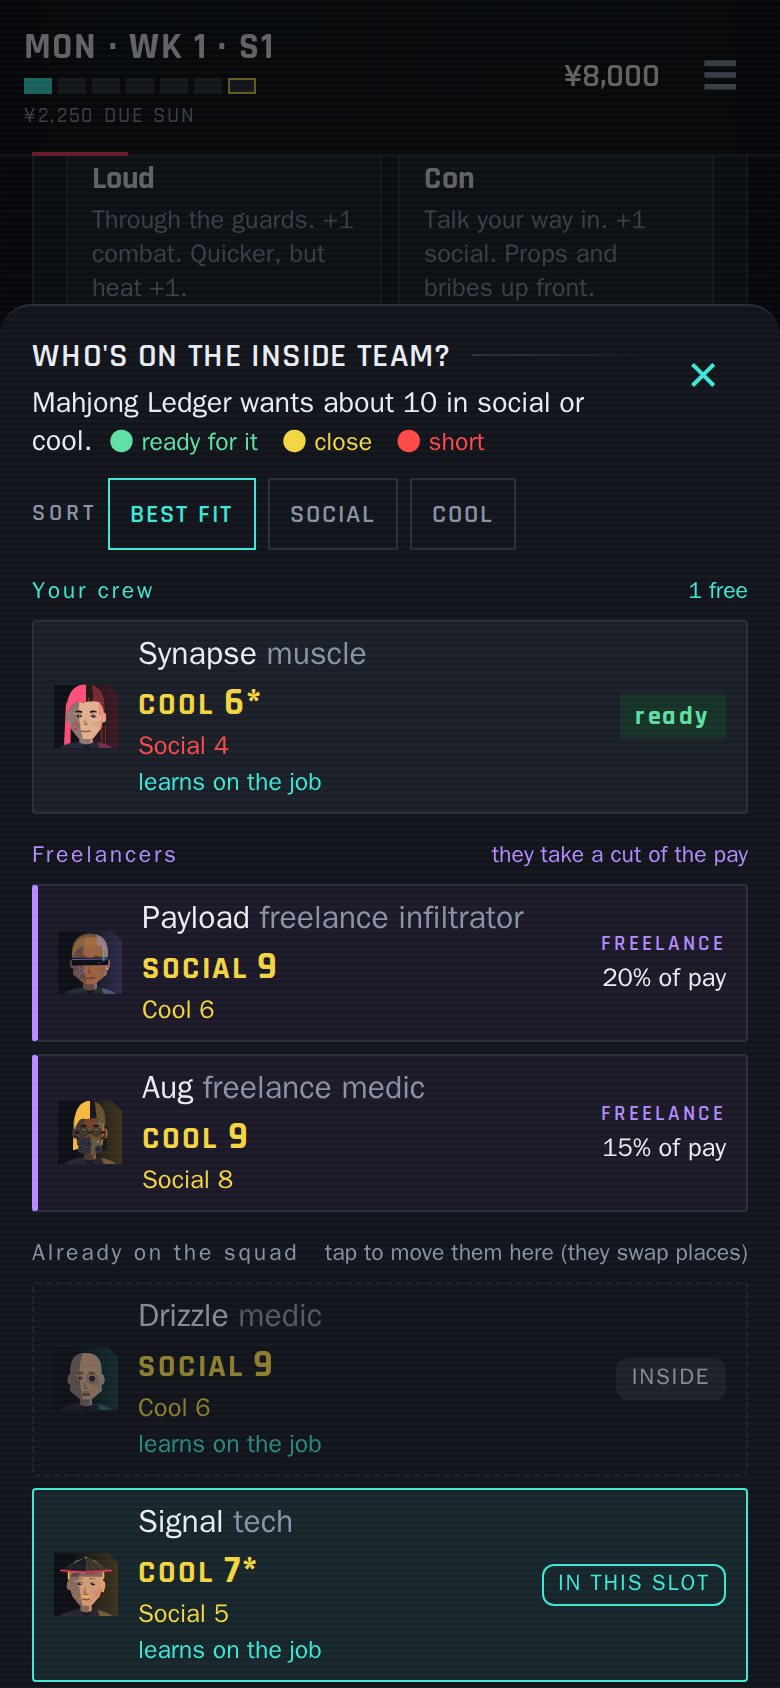 MON · WK 1 · S1
¥8,000
¥2,250 DUE SUN
Loud
Through the guards. +1
combat. Quicker, but
heat +1.
Con
Talk your way in. +1
social. Props and
bribes up front.
WHO'S ON THE INSIDE TEAM?
Mahjong Ledger wants about 10 in social or
cool. ready for it close short
SORT BEST FIT SOCIAL COOL
Your crew 1 free
Synapse muscle
COOL 6*
Social 4
learns on the job
ready
Freelancers they take a cut of the pay
Payload freelance infiltrator
SOCIAL 9
Cool 6
FREELANCE
20% of pay
Aug freelance medic
COOL 9
Social 8
FREELANCE
15% of pay
Already on the squad tap to move them here (they swap places)
Drizzle medic
SOCIAL 9
Cool 6
learns on the job
INSIDE
Signal tech
COOL 7*
Social 5
learns on the job
IN THIS SLOT